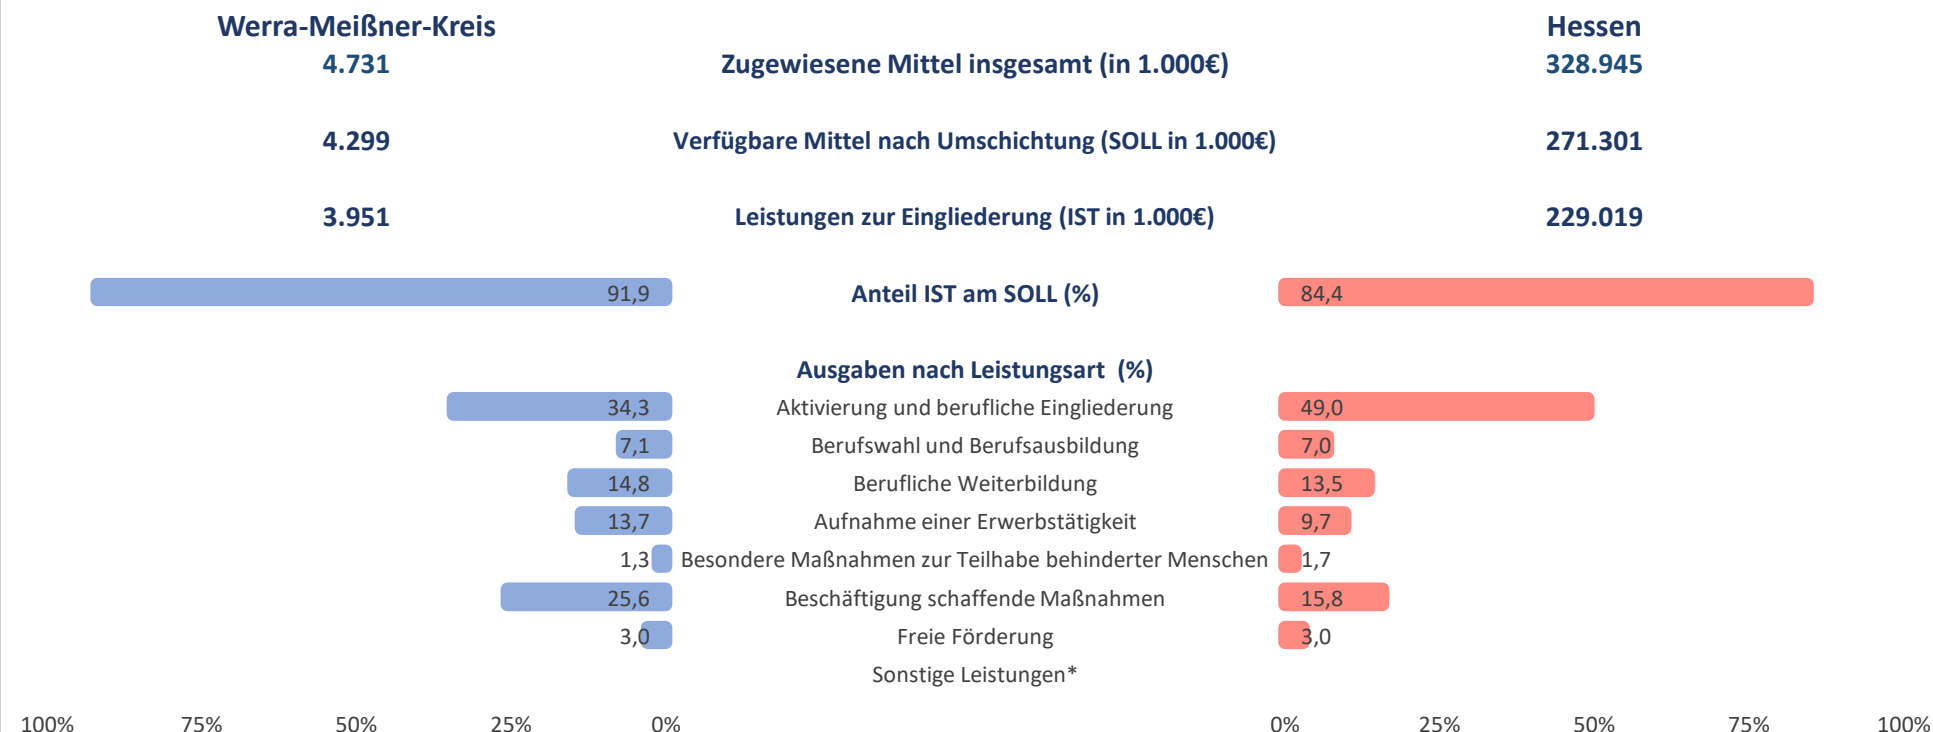 Werra-Meißner-Kreis Hessen
4.731 Zugewiesene Mittel insgesamt (in 1.000€) 328.945
4.299 Verfügbare Mittel nach Umschichtung (SOLL in 1.000€) 271.301
3.951 Leistungen zur Eingliederung (IST in 1.000€) 229.019
91,9 Anteil IST am SOLL (%) 84,4
Ausgaben nach Leistungsart (%)
34,3 Aktivierung und berufliche Eingliederung 49,0
7,1 Berufswahl und Berufsausbildung 7,0
14,8 Berufliche Weiterbildung 13,5
13,7 Aufnahme einer Erwerbstätigkeit 9,7
1,3 Besondere Maßnahmen zur Teilhabe behinderter Menschen 1,7
25,6 Beschäftigung schaffende Maßnahmen 15,8
3,0 Freie Förderung 3,0
Sonstige Leistungen*
100% 75% 50% 25% 0% 0% 25% 50% 75% 100%